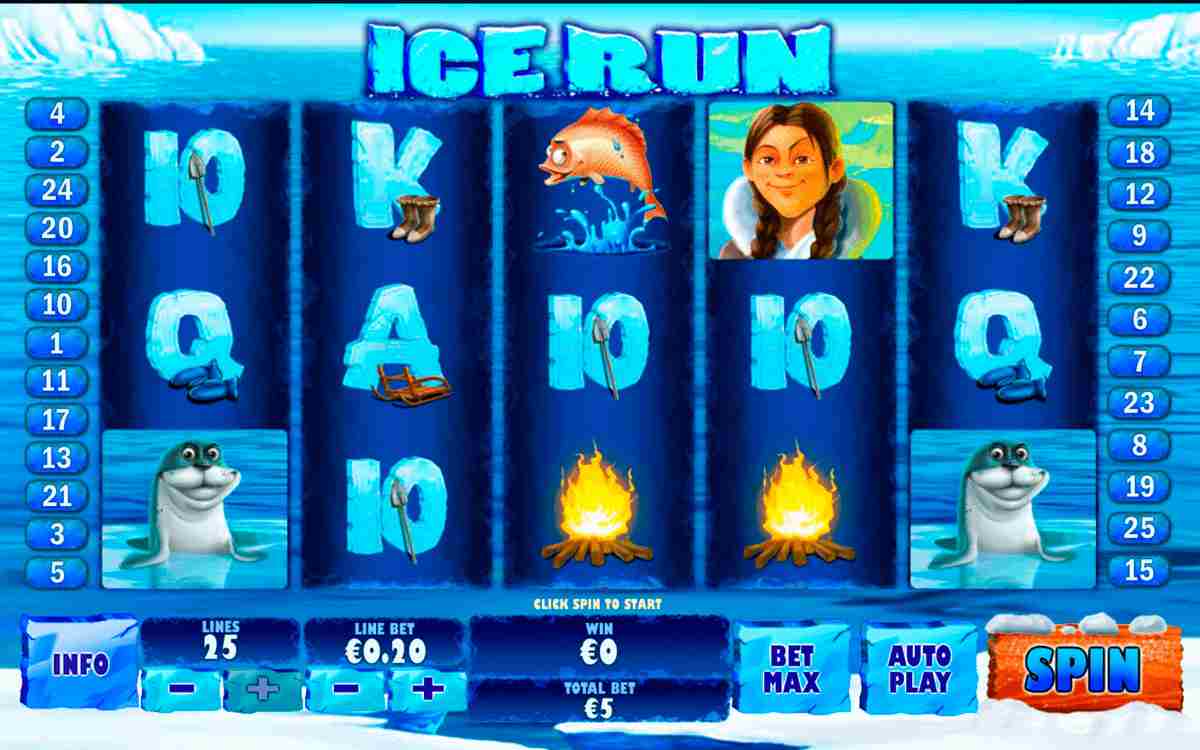 ICE RUN
4
2
24
20
16
10
1
11
17
13
21
3
5
10 K K
Q A 10 10 Q
10
14
18
12
9
22
6
7
23
8
19
25
15
CLICK SPIN TO START
INFO
LINES
25
LINE BET
€0.20
WIN
€0
TOTAL BET
€5
BET
MAX
AUTO
PLAY
SPIN